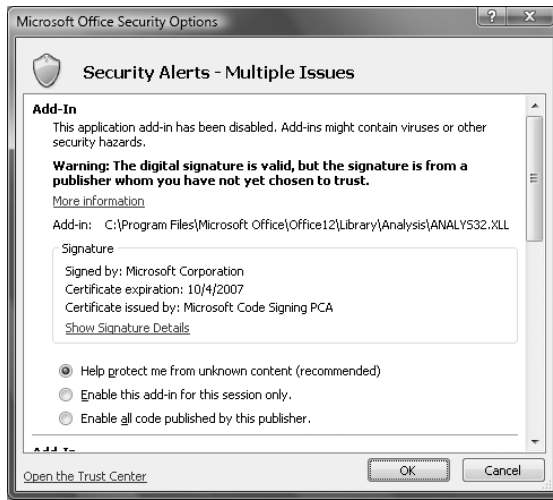 Microsoft Office Security Options
Security Alerts - Multiple Issues
Add-In
This application add-in has been disabled. Add-ins might contain viruses or other
security hazards.
Warning: The digital signature is valid, but the signature is from a
publisher whom you have not yet chosen to trust.
More information
Add-in: C:\Program Files\Microsoft Office\Office12\Library\Analysis\ANALYS32.XLL
Signature
Signed by: Microsoft Corporation
Certificate expiration: 10/4/2007
Certificate issued by: Microsoft Code Signing PCA
Show Signature Details
Help protect me from unknown content (recommended)
Enable this add-in for this session only.
Enable all code published by this publisher.
Add-In
Open the Trust Center
OK
Cancel